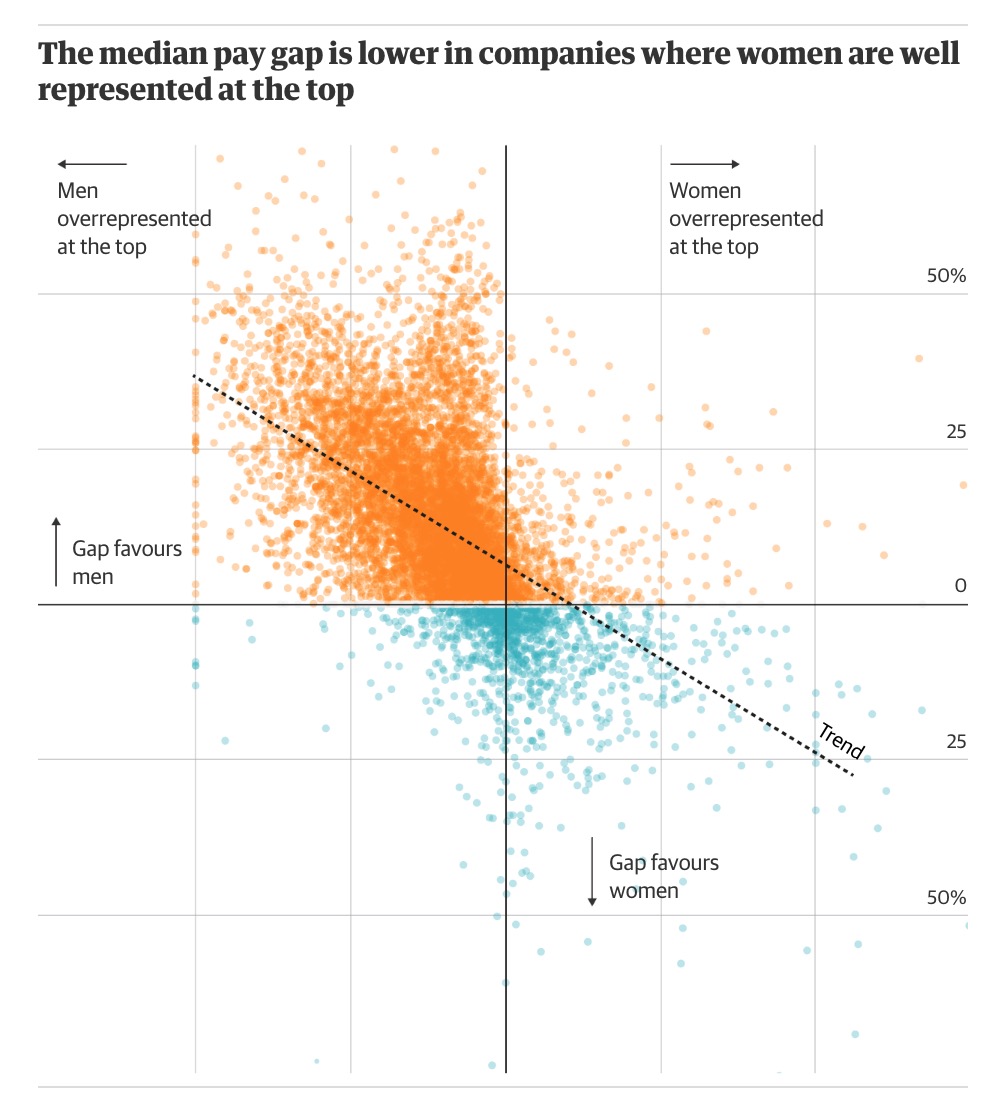 The median pay gap is lower in companies where women are well
represented at the top
Men
overrepresented
at the top
Women
overrepresented
at the top
50%
25
Gap favours
men
0
Trend
25
Gap favours
women
50%